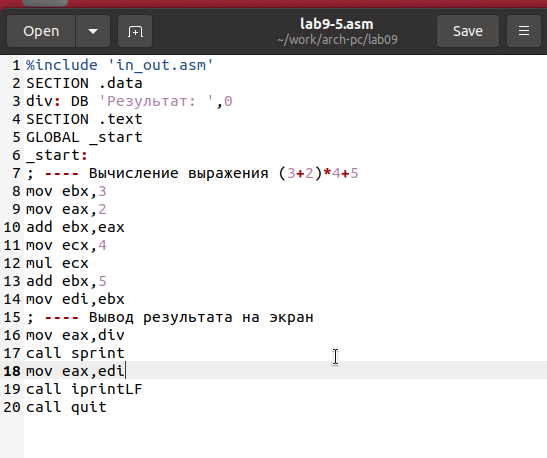 Open
lab9-5.asm
~/work/arch-pc/lab09
Save
1 %include 'in_out.asm'
2 SECTION .data
3 div: DB 'Результат: ',0
4 SECTION .text
5 GLOBAL _start
6 _start:
7 ; ---- Вычисление выражения (3+2)*4+5
8 mov ebx,3
9 mov eax,2
10 add ebx,eax
11 mov ecx,4
12 mul ecx
13 add ebx,5
14 mov edi,ebx
15 ; ---- Вывод результата на экран
16 mov eax,div
17 call sprint
18 mov eax,edi
19 call iprintLF
20 call quit